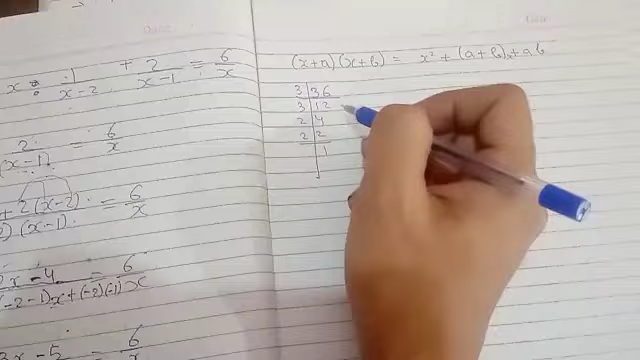 x : 1/(x-2) + 2/(x-1) = 6/x
2/(x-1) = 6/x
+ 2(x-2) / (x-1) = 6/x
x-4 / (-2-1)x+(-2)(-1) = 6/x
x-5 = 6/x
(x+a)(x+b) = x² + (a+b)x + ab
3 | 36
3 | 12
2 | 4
2 | 2
| 1